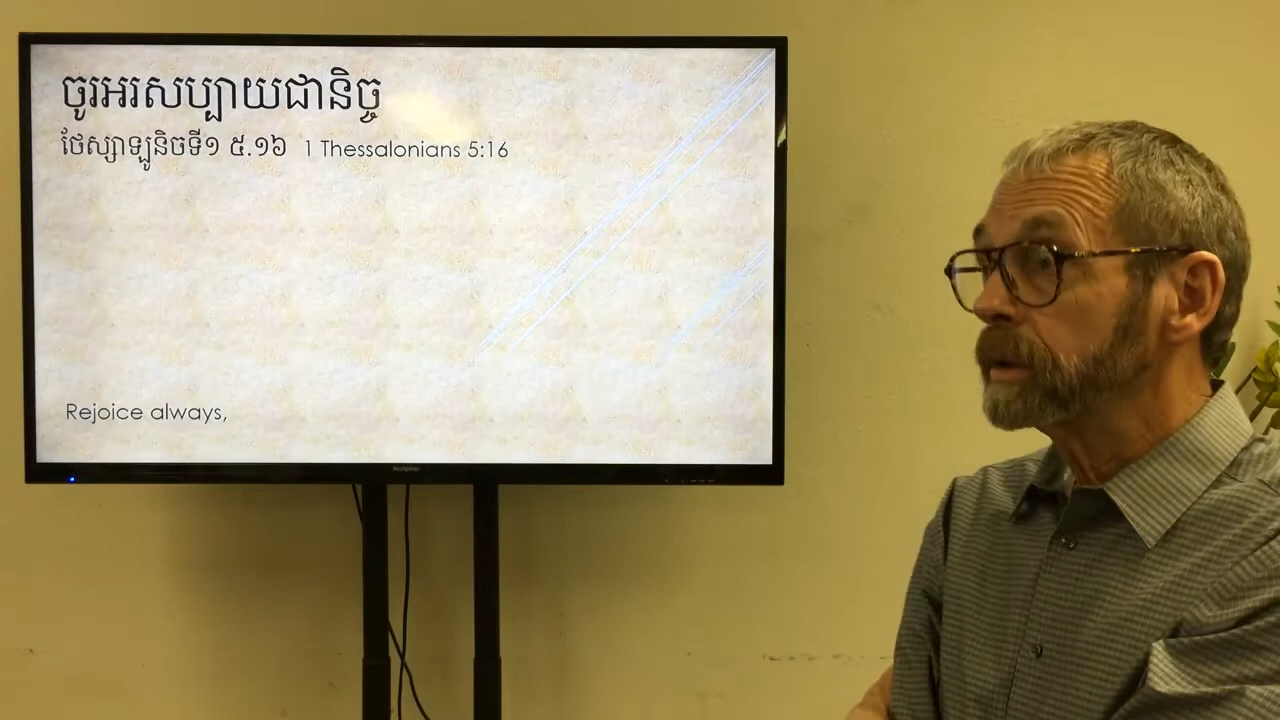 ចូរអរសប្បាយជានិច្ច
ថែស្សាឡូនិចទី១ ៥.១៦ 1 Thessalonians 5:16
Rejoice always,